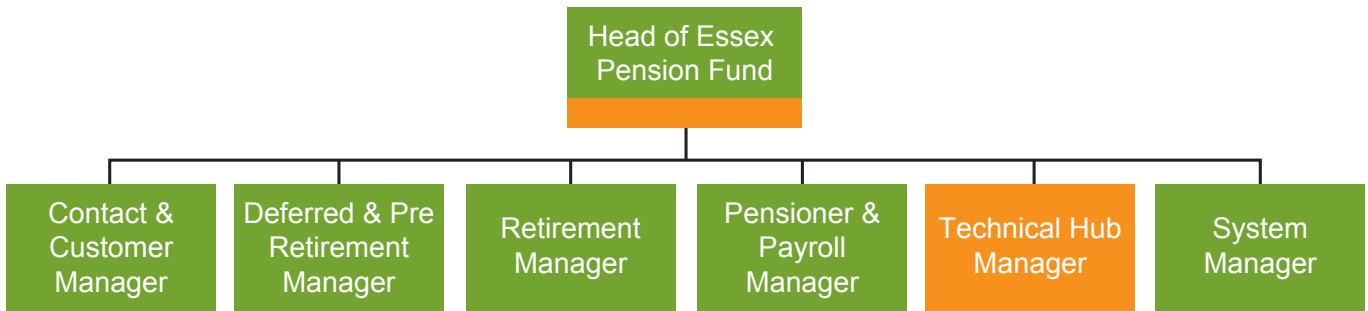 Head of Essex
Pension Fund
Contact &
Customer
Manager
Deferred & Pre
Retirement
Manager
Retirement
Manager
Pensioner &
Payroll
Manager
Technical Hub
Manager
System
Manager